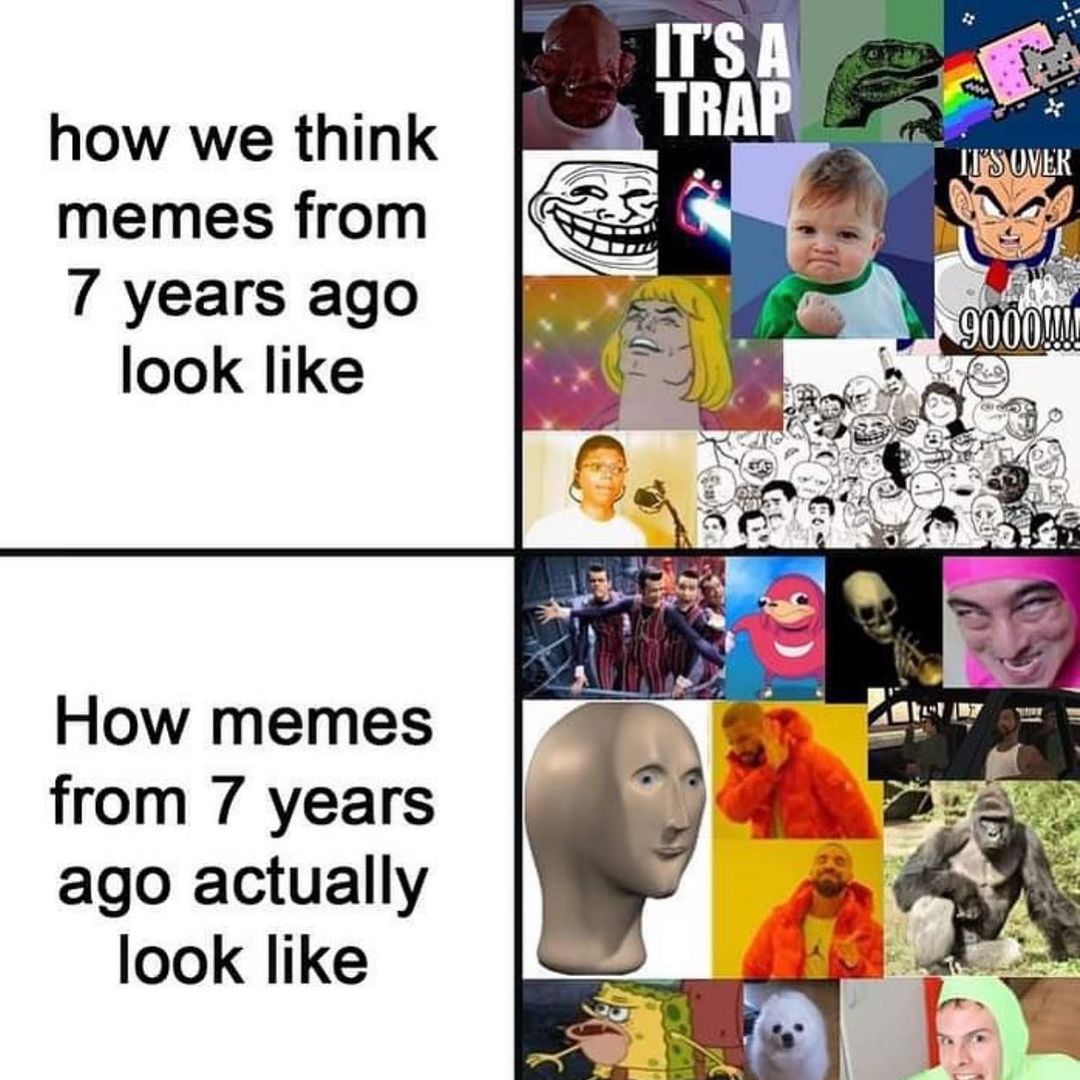 how we think
memes from
7 years ago
look like
IT'S A
TRAP
IT'S OVER
9000!!!!
How memes
from 7 years
ago actually
look like